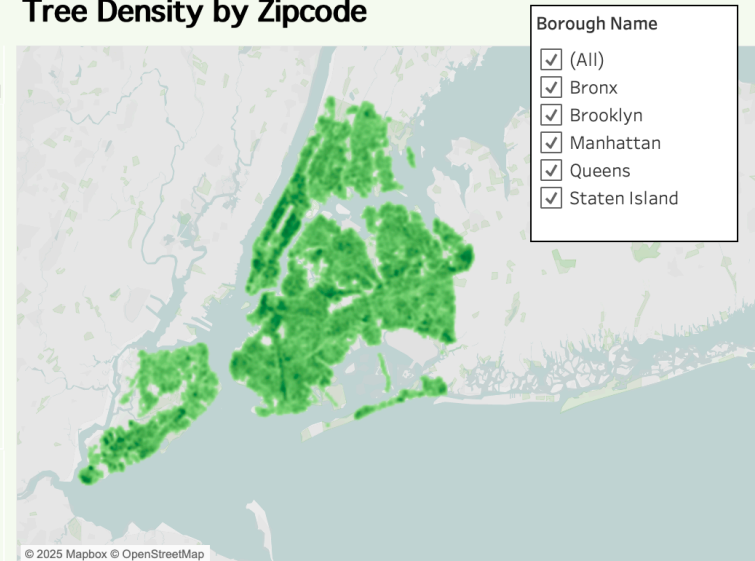 Tree Density by Zipcode
Borough Name
(All)
Bronx
Brooklyn
Manhattan
Queens
Staten Island
© 2025 Mapbox © OpenStreetMap